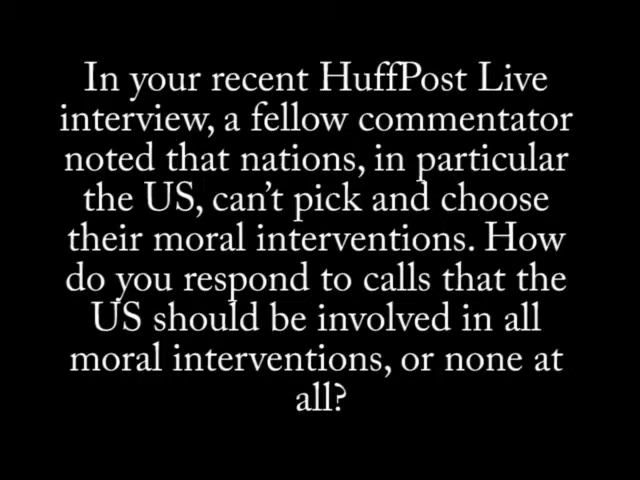 In your recent HuffPost Live
interview, a fellow commentator
noted that nations, in particular
the US, can’t pick and choose
their moral interventions. How
do you respond to calls that the
US should be involved in all
moral interventions, or none at
all?